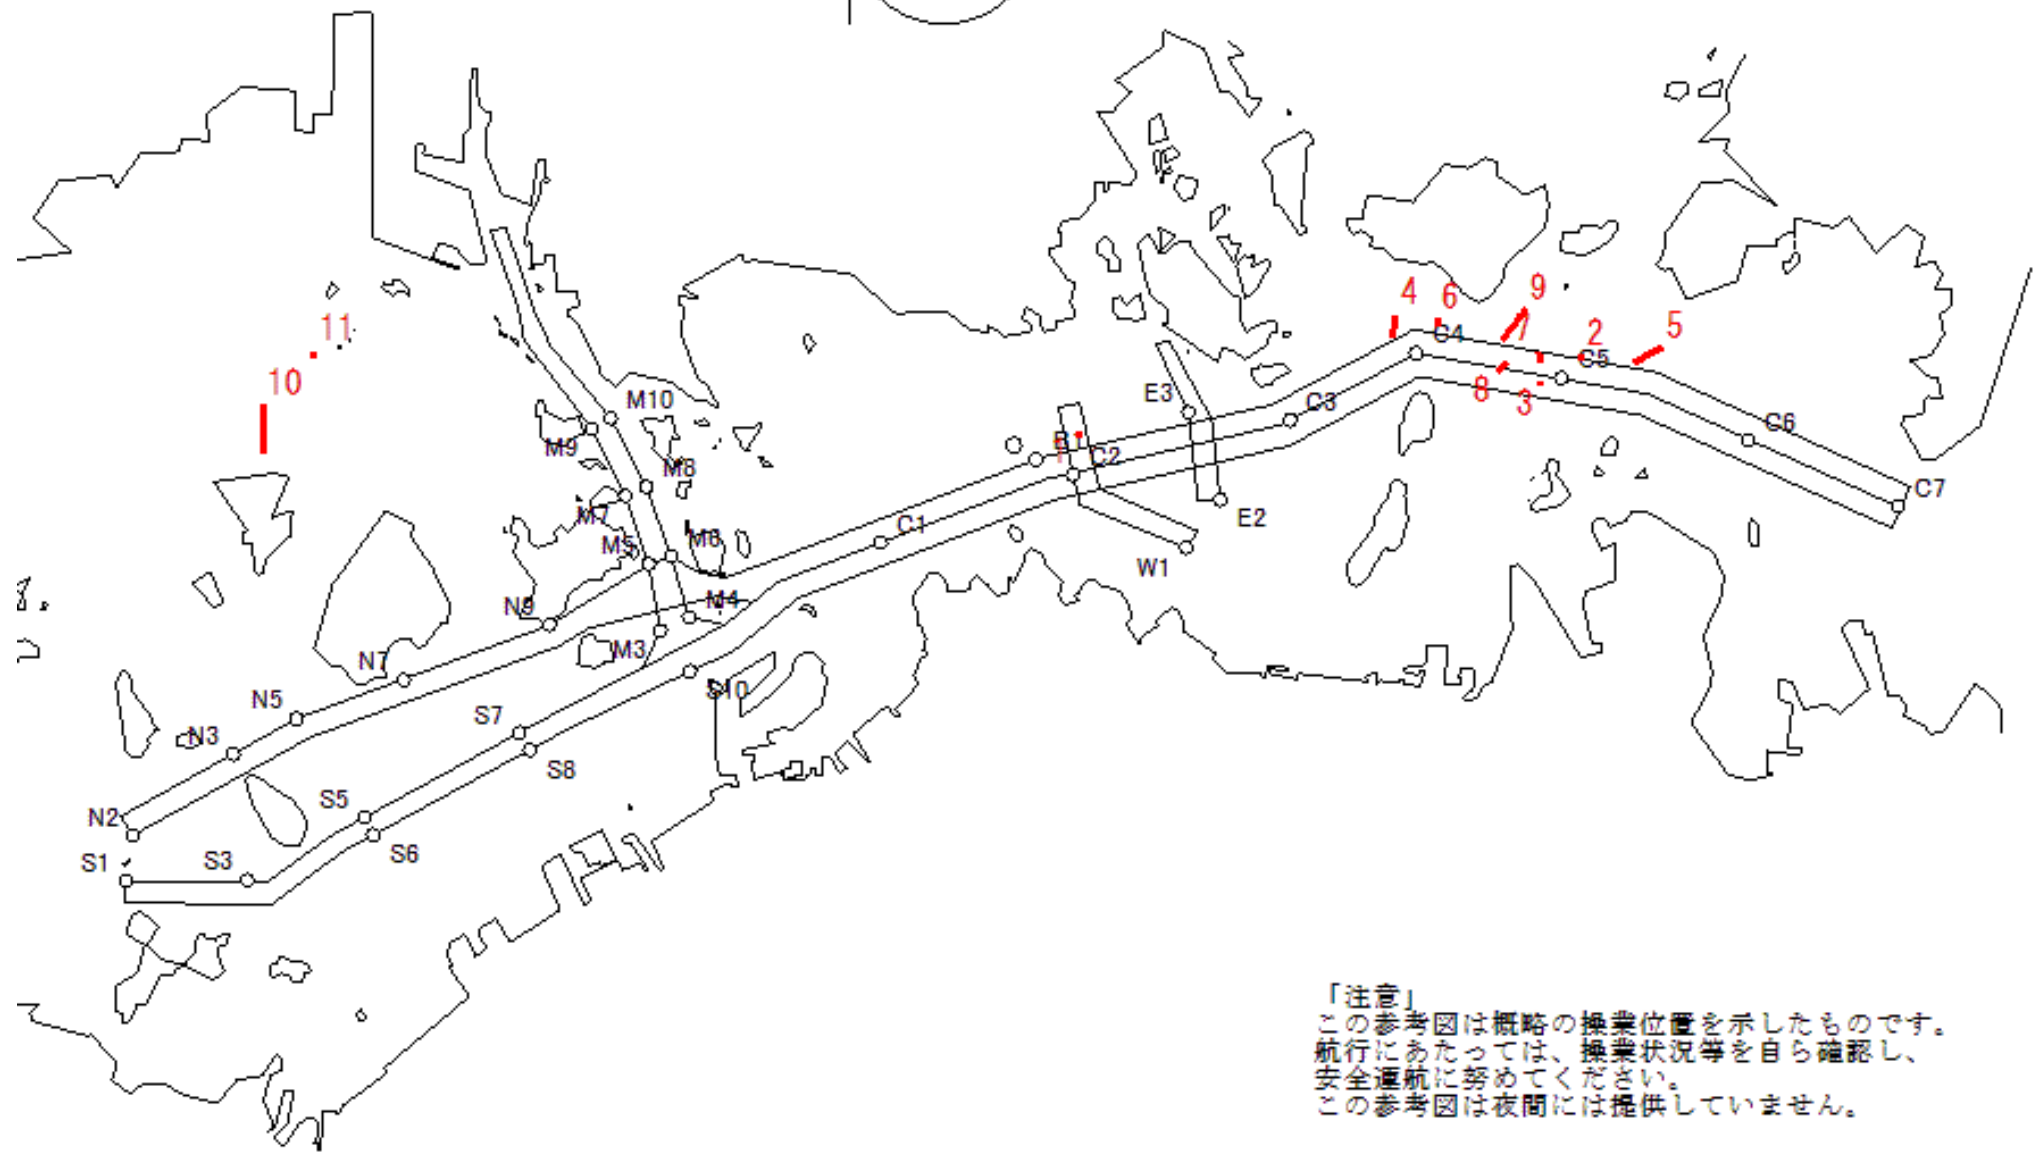 4
9
6
11
5
C4
7
2
C5
10
8
3
E3
M10
C3
C6
M9
B1
1
C2
M8
C7
M7
E2
C1
M5
M6
W1
N9
M4
M3
N7
S10
N5
S7
N3
S8
S5
N2
S6
S1
S3
「注意」
この参考図は概略の操業位置を示したものです。
航行にあたっては、操業状況等を自ら確認し、
安全運航に努めてください。
この参考図は夜間には提供していません。